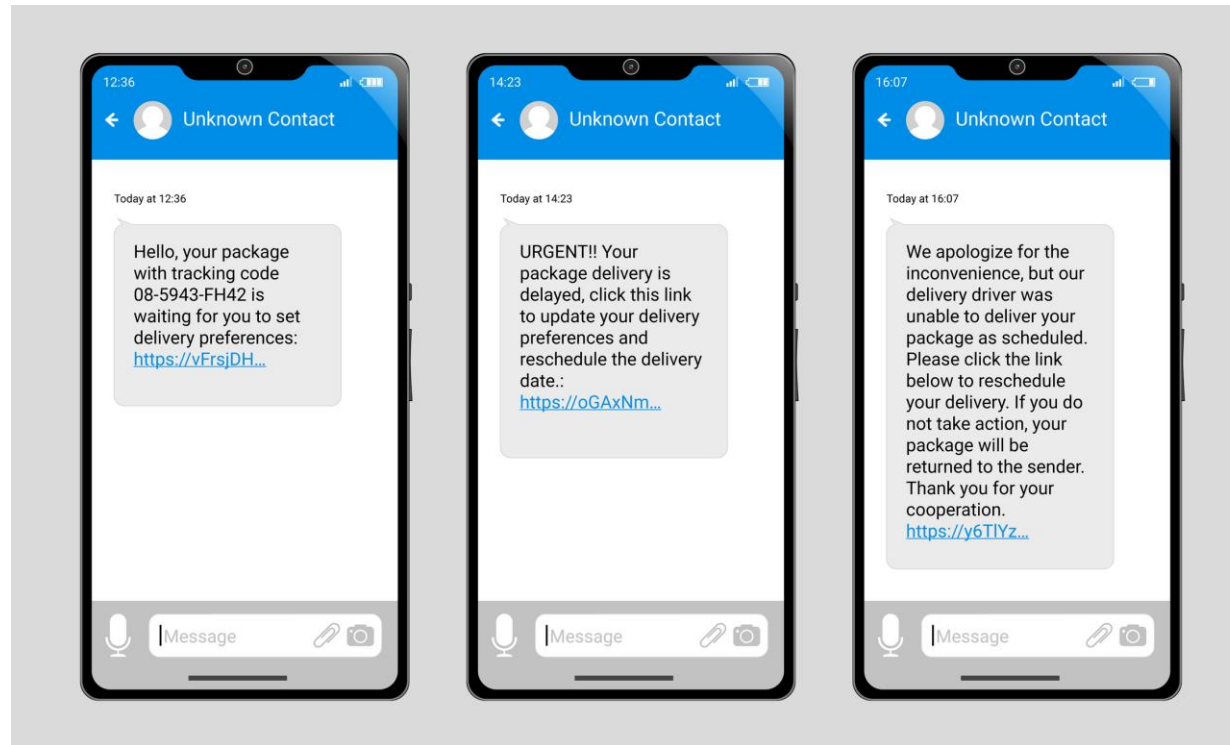 12:36
Unknown Contact
Today at 12:36
Hello, your package
with tracking code
08-5943-FH42 is
waiting for you to set
delivery preferences:
https://vFrsjDH...
Message
14:23
Unknown Contact
Today at 14:23
URGENT!! Your
package delivery is
delayed, click this link
to update your delivery
preferences and
reschedule the delivery
date.:
https://oGAxNm...
Message
16:07
Unknown Contact
Today at 16:07
We apologize for the
inconvenience, but our
delivery driver was
unable to deliver your
package as scheduled.
Please click the link
below to reschedule
your delivery. If you do
not take action, your
package will be
returned to the sender.
Thank you for your
cooperation.
https://y6TlYz...
Message